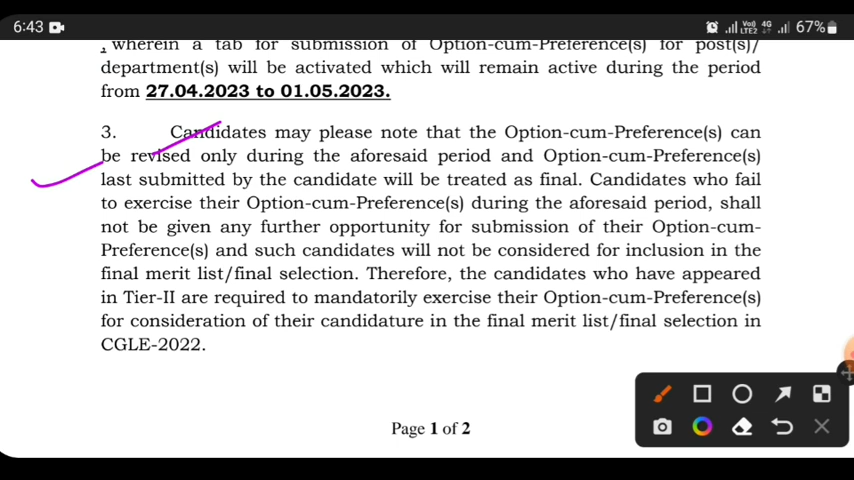 6:43
Vo)) LTE2 4G 67%
, wherein a tab for submission of Option-cum-Preference(s) for post(s)/
department(s) will be activated which will remain active during the period
from 27.04.2023 to 01.05.2023.
3. Candidates may please note that the Option-cum-Preference(s) can
be revised only during the aforesaid period and Option-cum-Preference(s)
last submitted by the candidate will be treated as final. Candidates who fail
to exercise their Option-cum-Preference(s) during the aforesaid period, shall
not be given any further opportunity for submission of their Option-cum-
Preference(s) and such candidates will not be considered for inclusion in the
final merit list/final selection. Therefore, the candidates who have appeared
in Tier-II are required to mandatorily exercise their Option-cum-Preference(s)
for consideration of their candidature in the final merit list/final selection in
CGLE-2022.
Page 1 of 2